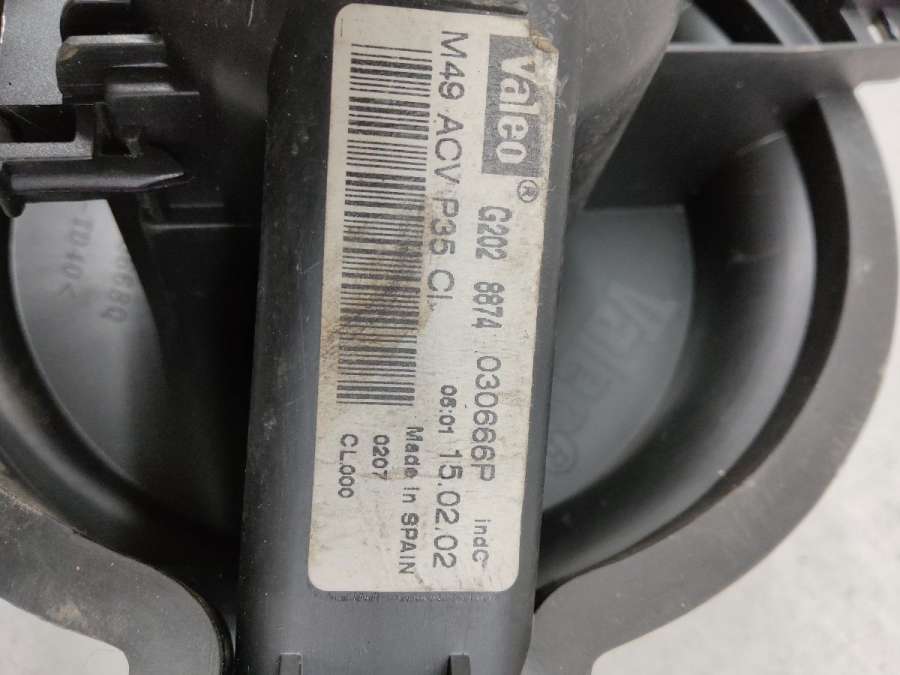 Valeo®
G202 8874 030666P indC
M49 ACV P35 Cl.
06:01 15.02.02
Made in SPAIN
0207
CL.000
Valeo®